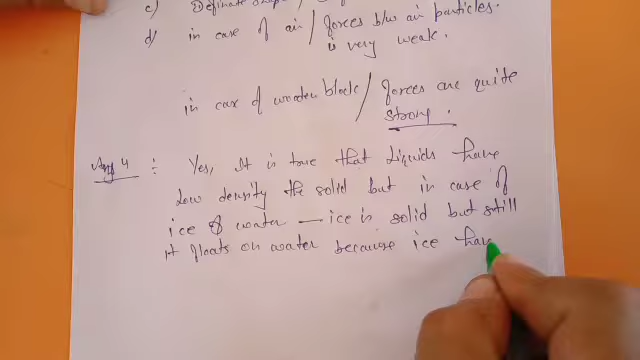 c) Definate shape /
d) in case of air / forces b/w air particles.
is very weak.
in case of wooden block / forces are quite
strong.
Ans 4 :- Yes, It is true that Liquids have
Low density the solid but in case of
ice & water — ice is solid but still
it floats on water because ice hav